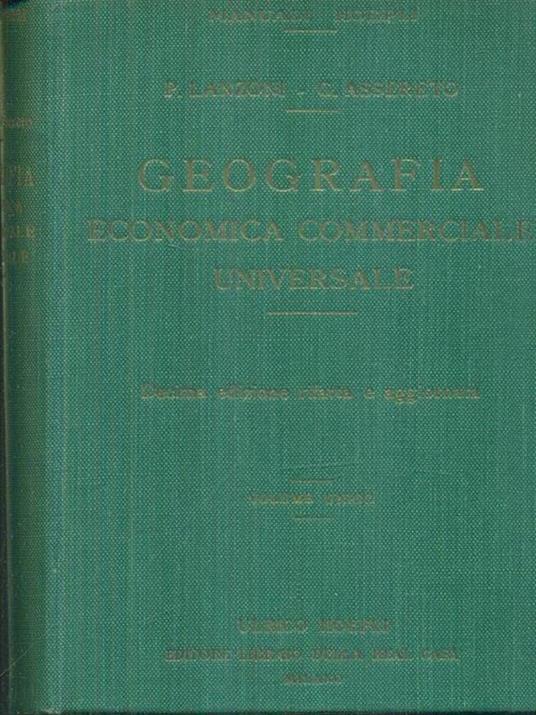 MANUALI HOEPLI
P. LANZONI - G. ASSERETO
GEOGRAFIA
ECONOMICA COMMERCIALE
UNIVERSALE
Decima edizione rifatta e aggiornata
VOLUME UNICO
ULRICO HOEPLI
EDITORE-LIBRAIO DELLA REAL CASA
MILANO